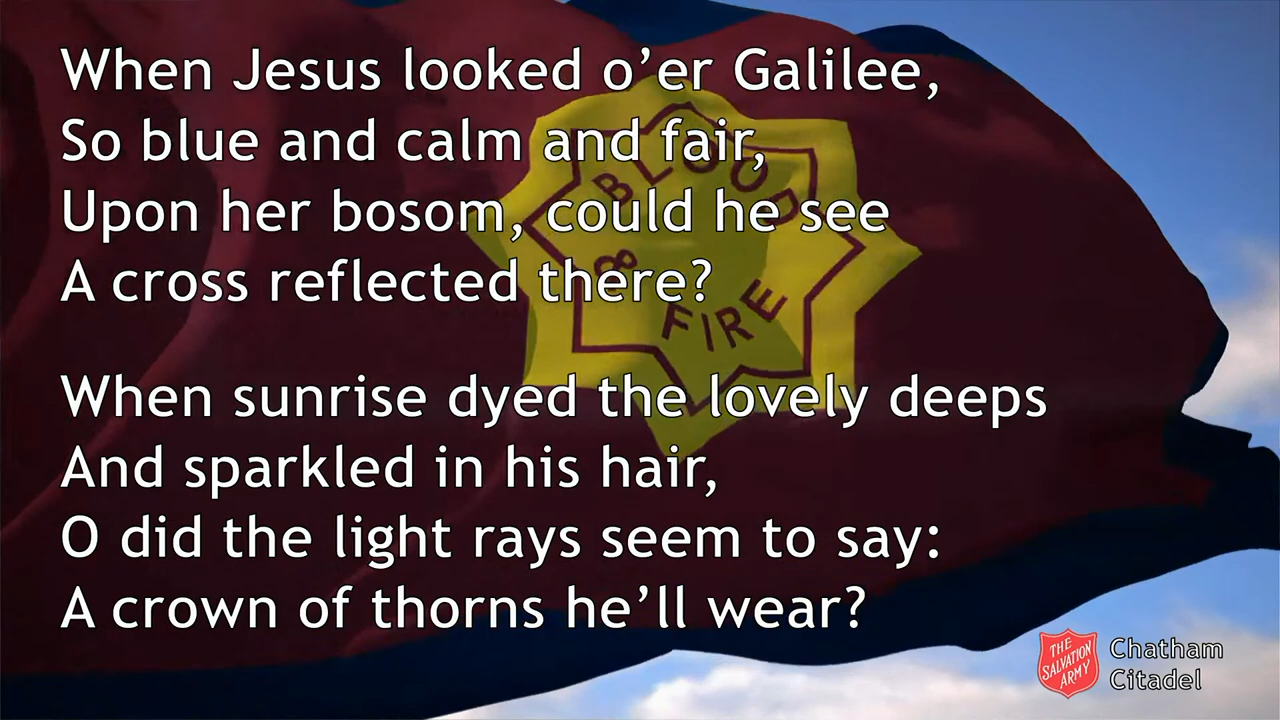 When Jesus looked o’er Galilee,
So blue and calm and fair,
Upon her bosom, could he see
A cross reflected there?
When sunrise dyed the lovely deeps
And sparkled in his hair,
O did the light rays seem to say:
A crown of thorns he’ll wear?
BLOOD
&
FIRE
THE
SALVATION
ARMY
Chatham
Citadel